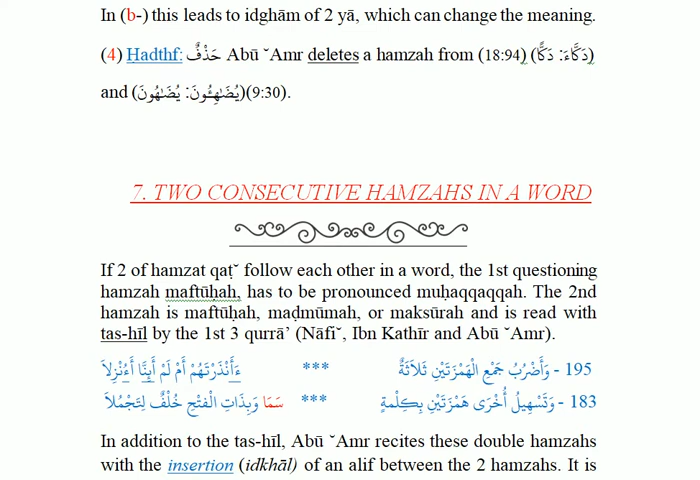 In (b-) this leads to idghām of 2 yā, which can change the meaning.
(4) Hadthf: حَذْفٌ Abū ˇAmr deletes a hamzah from (18:94) (دَكَّاءَ: دَكًّا)
and (يُضَـٰهِـُٔونَ: يُضَـٰهُونَ)(9:30).
7. TWO CONSECUTIVE HAMZAHS IN A WORD
If 2 of hamzat qaṭˇ follow each other in a word, the 1st questioning
hamzah maftūḥah, has to be pronounced muḥaqqaqqah. The 2nd
hamzah is maftūḥah, maḍmūmah, or maksūrah and is read with
tas-hīl by the 1st 3 qurrā’ (Nāfiˇ, Ibn Kathīr and Abū ˇAmr).
195 - وَأَضْرُبُ جَمْعِ الْهَمْزَتَيْنِ ثَلَاثَةٌ *** ءَأَنْذَرْتَهُمْ أَمْ لَمْ أَئِنَّا أَءُنْزِلاَ
183 - وَتَسْهِيلُ أُخْرَى هَمْزَتَيْنِ بِكِلْمةٍ *** سَمَا وَبِذَاتِ الْفَتْحِ خُلْفٌ لِتَجْمُلاَ
In addition to the tas-hīl, Abū ˇAmr recites these double hamzahs
with the insertion (idkhāl) of an alif between the 2 hamzahs. It is